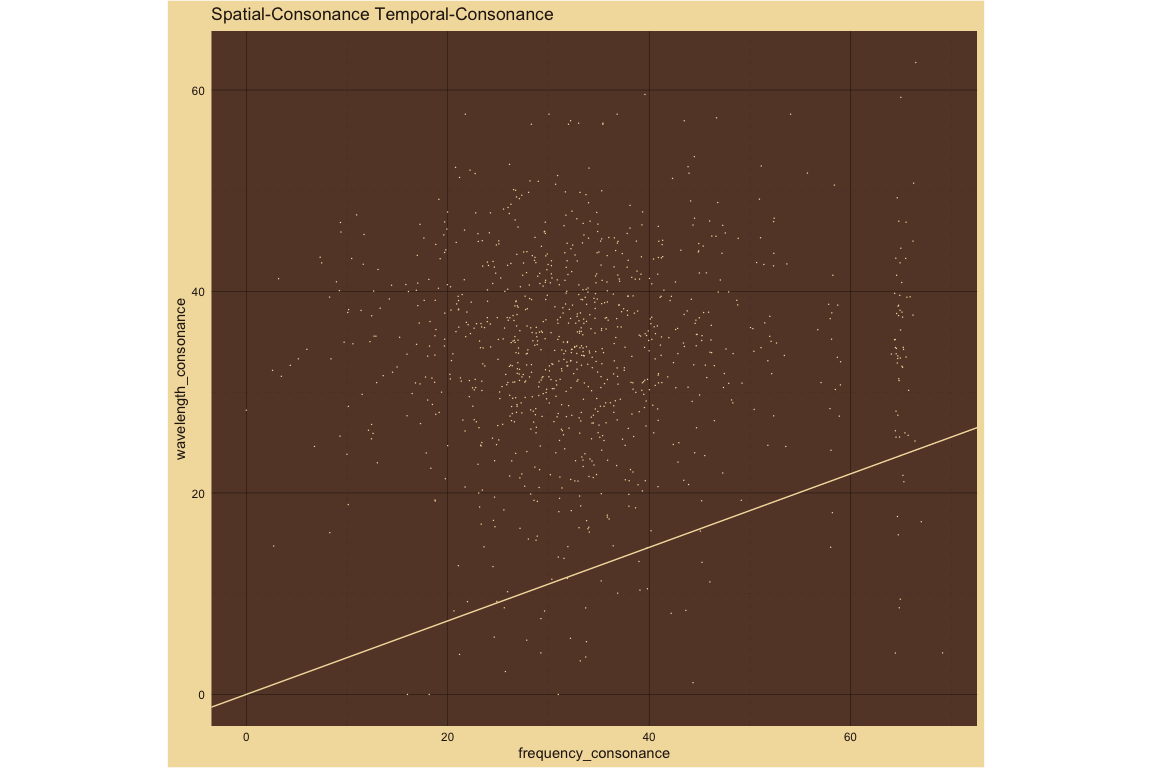 Spatial-Consonance Temporal-Consonance
60
40
20
0
wavelength_consonance
0 20 40 60
frequency_consonance